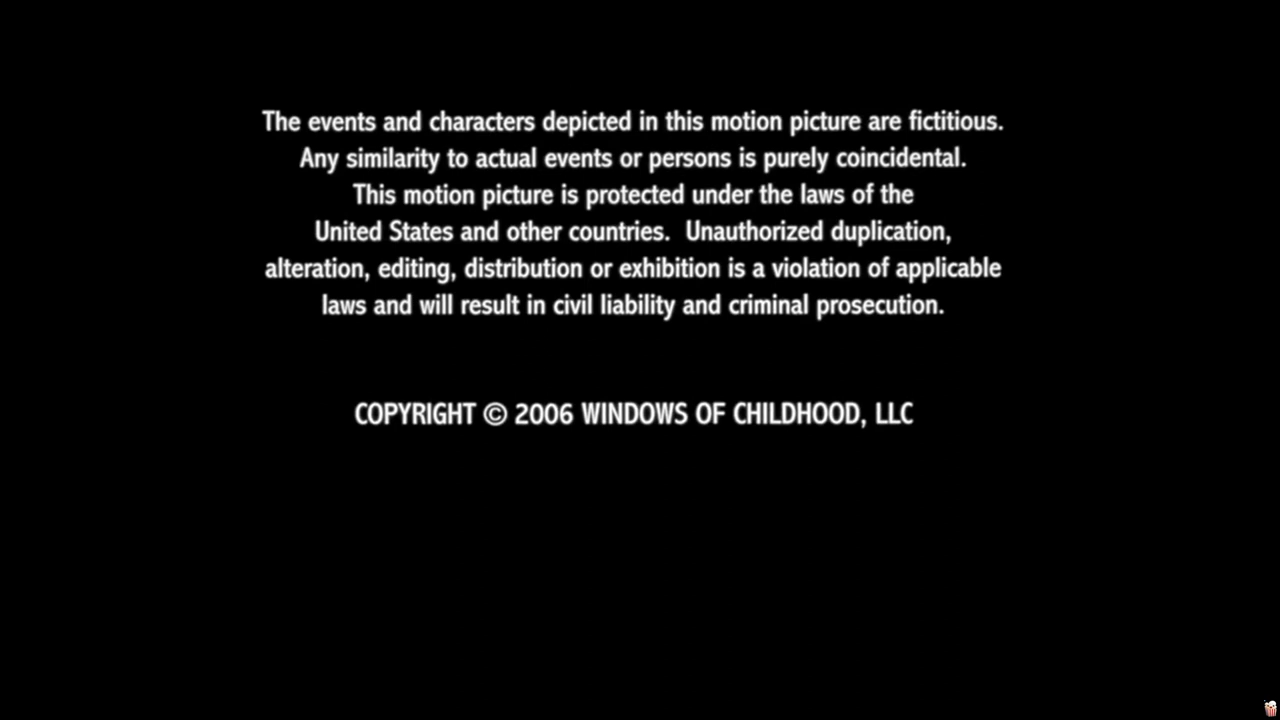 The events and characters depicted in this motion picture are fictitious.
Any similarity to actual events or persons is purely coincidental.
This motion picture is protected under the laws of the
United States and other countries.  Unauthorized duplication,
alteration, editing, distribution or exhibition is a violation of applicable
laws and will result in civil liability and criminal prosecution.
COPYRIGHT © 2006 WINDOWS OF CHILDHOOD, LLC